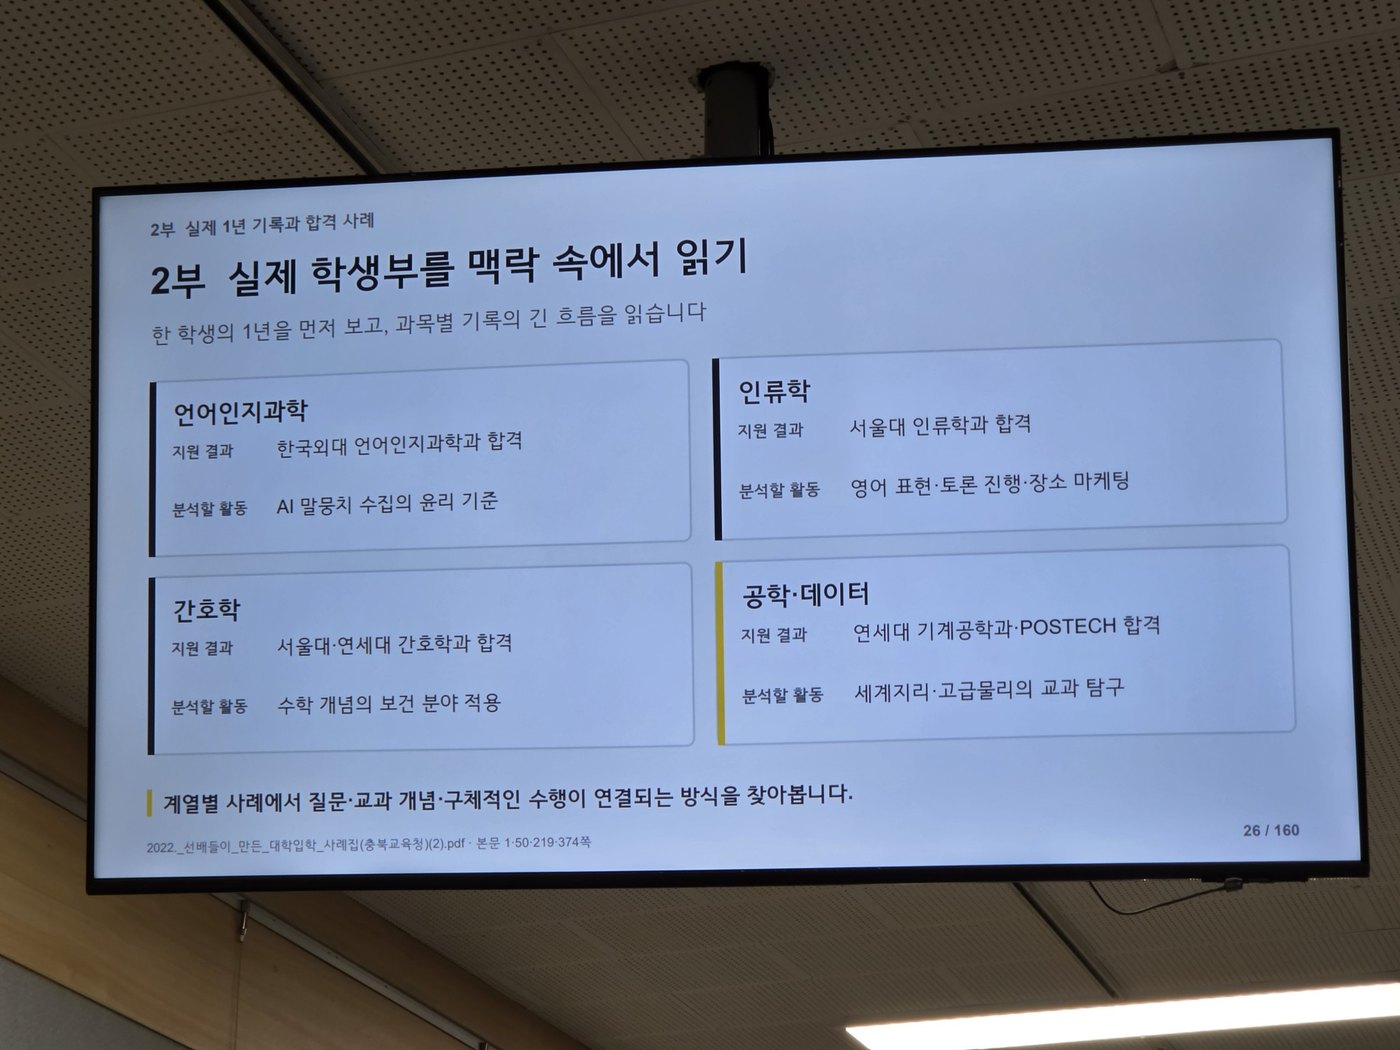 2부 실제 1년 기록과 합격 사례
2부 실제 학생부를 맥락 속에서 읽기
한 학생의 1년을 먼저 보고, 과목별 기록의 긴 흐름을 읽습니다
언어인지과학
지원 결과 한국외대 언어인지과학과 합격
분석할 활동 AI 말뭉치 수집의 윤리 기준
인류학
지원 결과 서울대 인류학과 합격
분석할 활동 영어 표현·토론 진행·장소 마케팅
간호학
지원 결과 서울대·연세대 간호학과 합격
분석할 활동 수학 개념의 보건 분야 적용
공학·데이터
지원 결과 연세대 기계공학과·POSTECH 합격
분석할 활동 세계지리·고급물리의 교과 탐구
계열별 사례에서 질문·교과 개념·구체적인 수행이 연결되는 방식을 찾아봅니다.
2022._선배들이_만든_대학입학_사례집(충북교육청)(2).pdf · 본문 1·50·219·374쪽
26 / 160